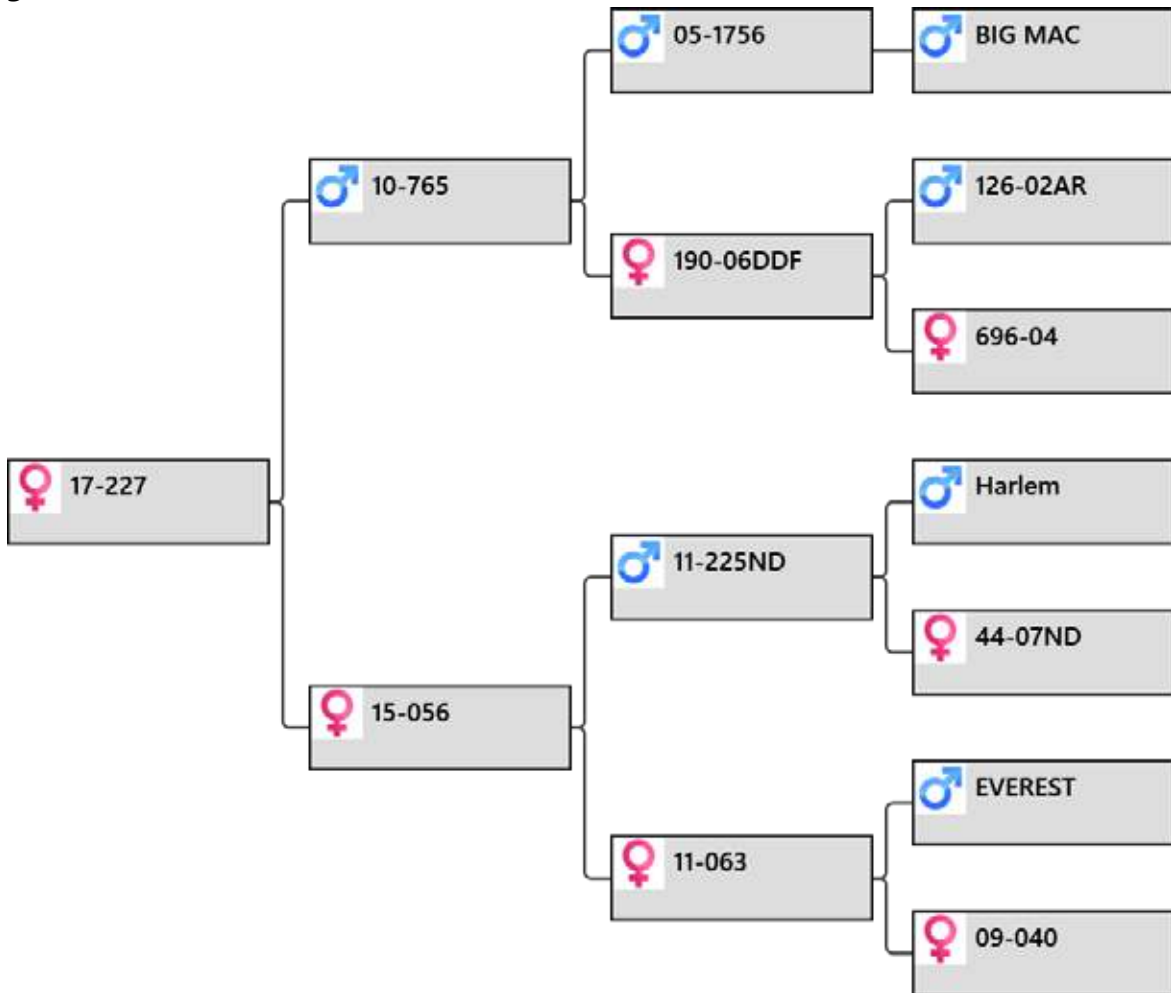 05-1756
BIG MAC
10-765
126-02AR
190-06DDF
696-04
17-227
Harlem
11-225ND
44-07ND
15-056
EVEREST
11-063
09-040